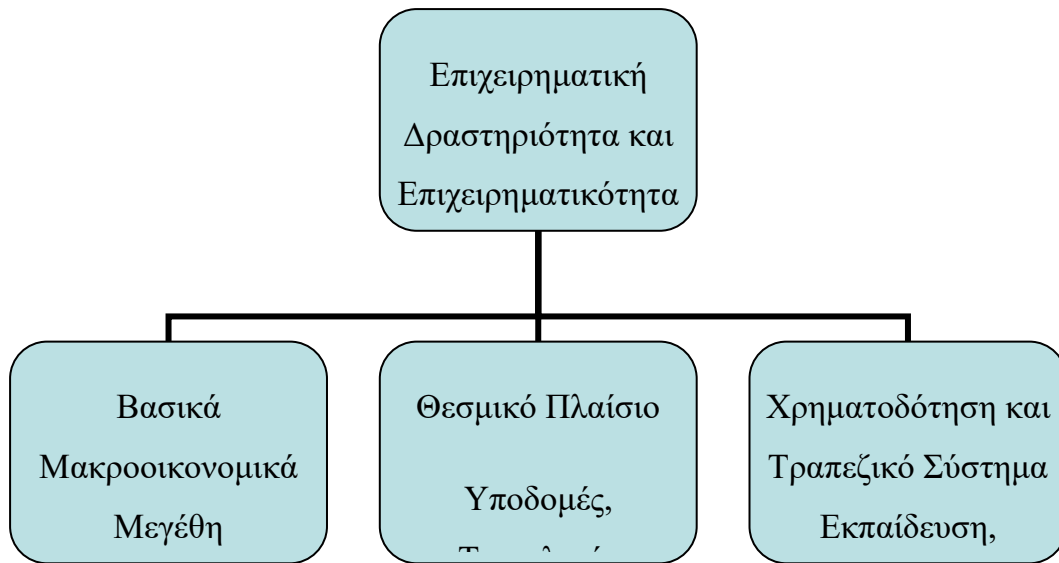 Επιχειρηματική
Δραστηριότητα και
Επιχειρηματικότητα
Βασικά
Μακροοικονομικά
Μεγέθη
Θεσμικό Πλαίσιο
Υποδομές,
Χρηματοδότηση και
Τραπεζικό Σύστημα
Εκπαίδευση,